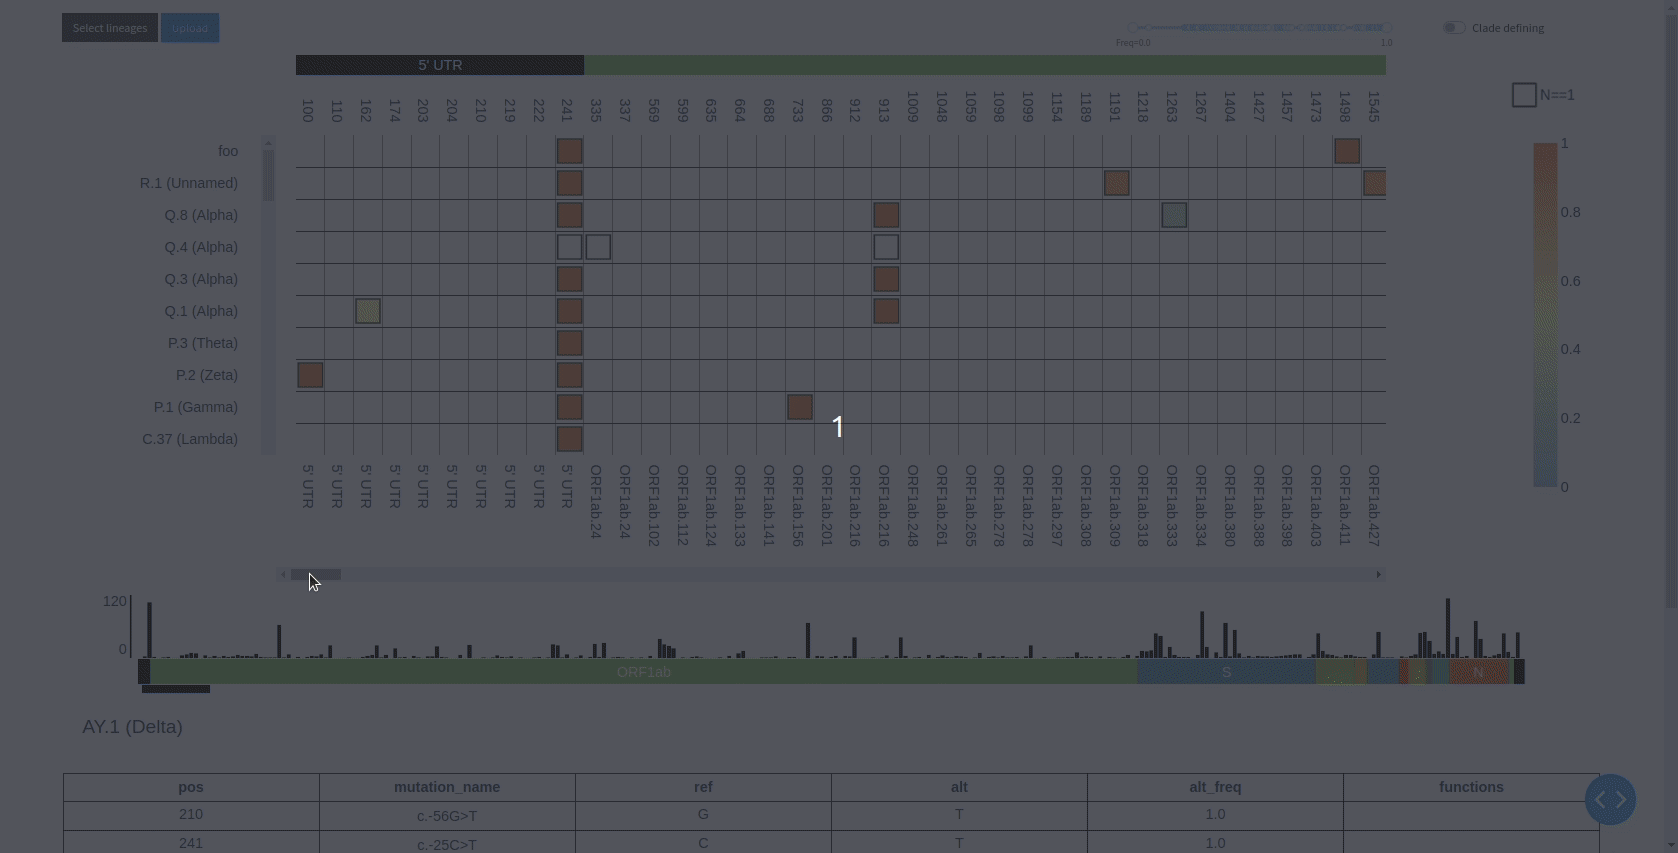 Select lineages
upload
Freq=0.0
1.0
Clade defining
5' UTR
N==1
100 110 162 174 203 204 210 219 222 241 335 337 569 599 635 664 688 733 866 912 913 1009 1048 1059 1098 1099 1154 1189 1191 1218 1263 1267 1404 1427 1457 1473 1498 1545
foo
R.1 (Unnamed)
Q.8 (Alpha)
Q.4 (Alpha)
Q.3 (Alpha)
Q.1 (Alpha)
P.3 (Theta)
P.2 (Zeta)
P.1 (Gamma)
C.37 (Lambda)
1
1
0.8
0.6
0.4
0.2
0
5' UTR 5' UTR 5' UTR 5' UTR 5' UTR 5' UTR 5' UTR 5' UTR 5' UTR 5' UTR ORF1ab.24 ORF1ab.24 ORF1ab.102 ORF1ab.112 ORF1ab.124 ORF1ab.133 ORF1ab.141 ORF1ab.156 ORF1ab.201 ORF1ab.216 ORF1ab.216 ORF1ab.248 ORF1ab.261 ORF1ab.265 ORF1ab.278 ORF1ab.278 ORF1ab.297 ORF1ab.308 ORF1ab.309 ORF1ab.318 ORF1ab.333 ORF1ab.334 ORF1ab.380 ORF1ab.388 ORF1ab.398 ORF1ab.403 ORF1ab.411 ORF1ab.427
120
0
ORF1ab S N
AY.1 (Delta)
pos mutation_name ref alt alt_freq functions
210 c.-56G>T G T 1.0
241 c.-25C>T C T 1.0